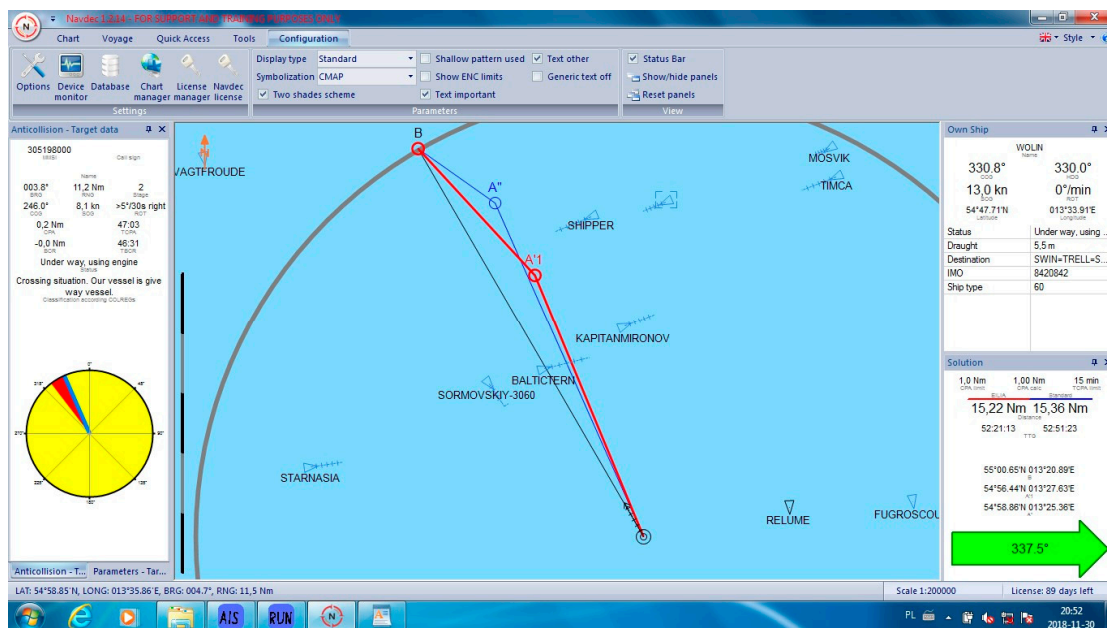 Navdec 1.2.14 - FOR SUPPORT AND TRAINING PURPOSES ONLY
N
Chart Voyage Quick Access Tools Configuration Style
Options Device monitor Database Chart manager License manager Navdec license
Settings
Display type Standard
Symbolization CMAP
Two shades scheme
Shallow pattern used
Show ENC limits
Text important
Text other
Generic text off
Parameters
Status Bar
Show/hide panels
Reset panels
View
Anticollision - Target data
305198000
MMSI Call sign
Name
003.8° 11,2 Nm 2
BRG RNG
246.0° 8,1 kn >5°/30s right
COG SOG ROT
0,2 Nm 47:03
CPA TCPA
-0,0 Nm 46:31
BCR TBCR
Under way, using engine
Status
Crossing situation. Our vessel is give way vessel.
Classification according COLREGs
0°
45°
90°
180°
270°
Anticollision - T... Parameters - Tar...
B
VAGTFROUDE
A"
MOSVIK
TIMCA
SHIPPER
A'1
KAPITANMIRONOV
BALTICTERN
SORMOVSKIY-3060
STARNASIA
RELUME
FUGROSCOU
Own Ship
WOLIN
Name
330.8° 330.0°
COG HDG
13,0 kn 0°/min
SOG ROT
54°47.71'N 013°33.91'E
Latitude Longitude
Status Under way, using ...
Draught 5,5 m
Destination SWIN=TRELL=S...
IMO 8420842
Ship type 60
Solution
1,0 Nm 1,00 Nm 15 min
CPA limit CPA calc TCPA limit
Standard
15,22 Nm 15,36 Nm
Distance
52:21:13 52:51:23
TTG
55°00.65'N 013°20.89'E
B
54°56.44'N 013°27.63'E
A'1
54°58.86'N 013°25.36'E
337.5°
LAT: 54°58.85'N, LONG: 013°35.86'E, BRG: 004.7°, RNG: 11,5 Nm
Scale 1:200000
License: 89 days left
AIS RUN N
PL
20:52
2018-11-30